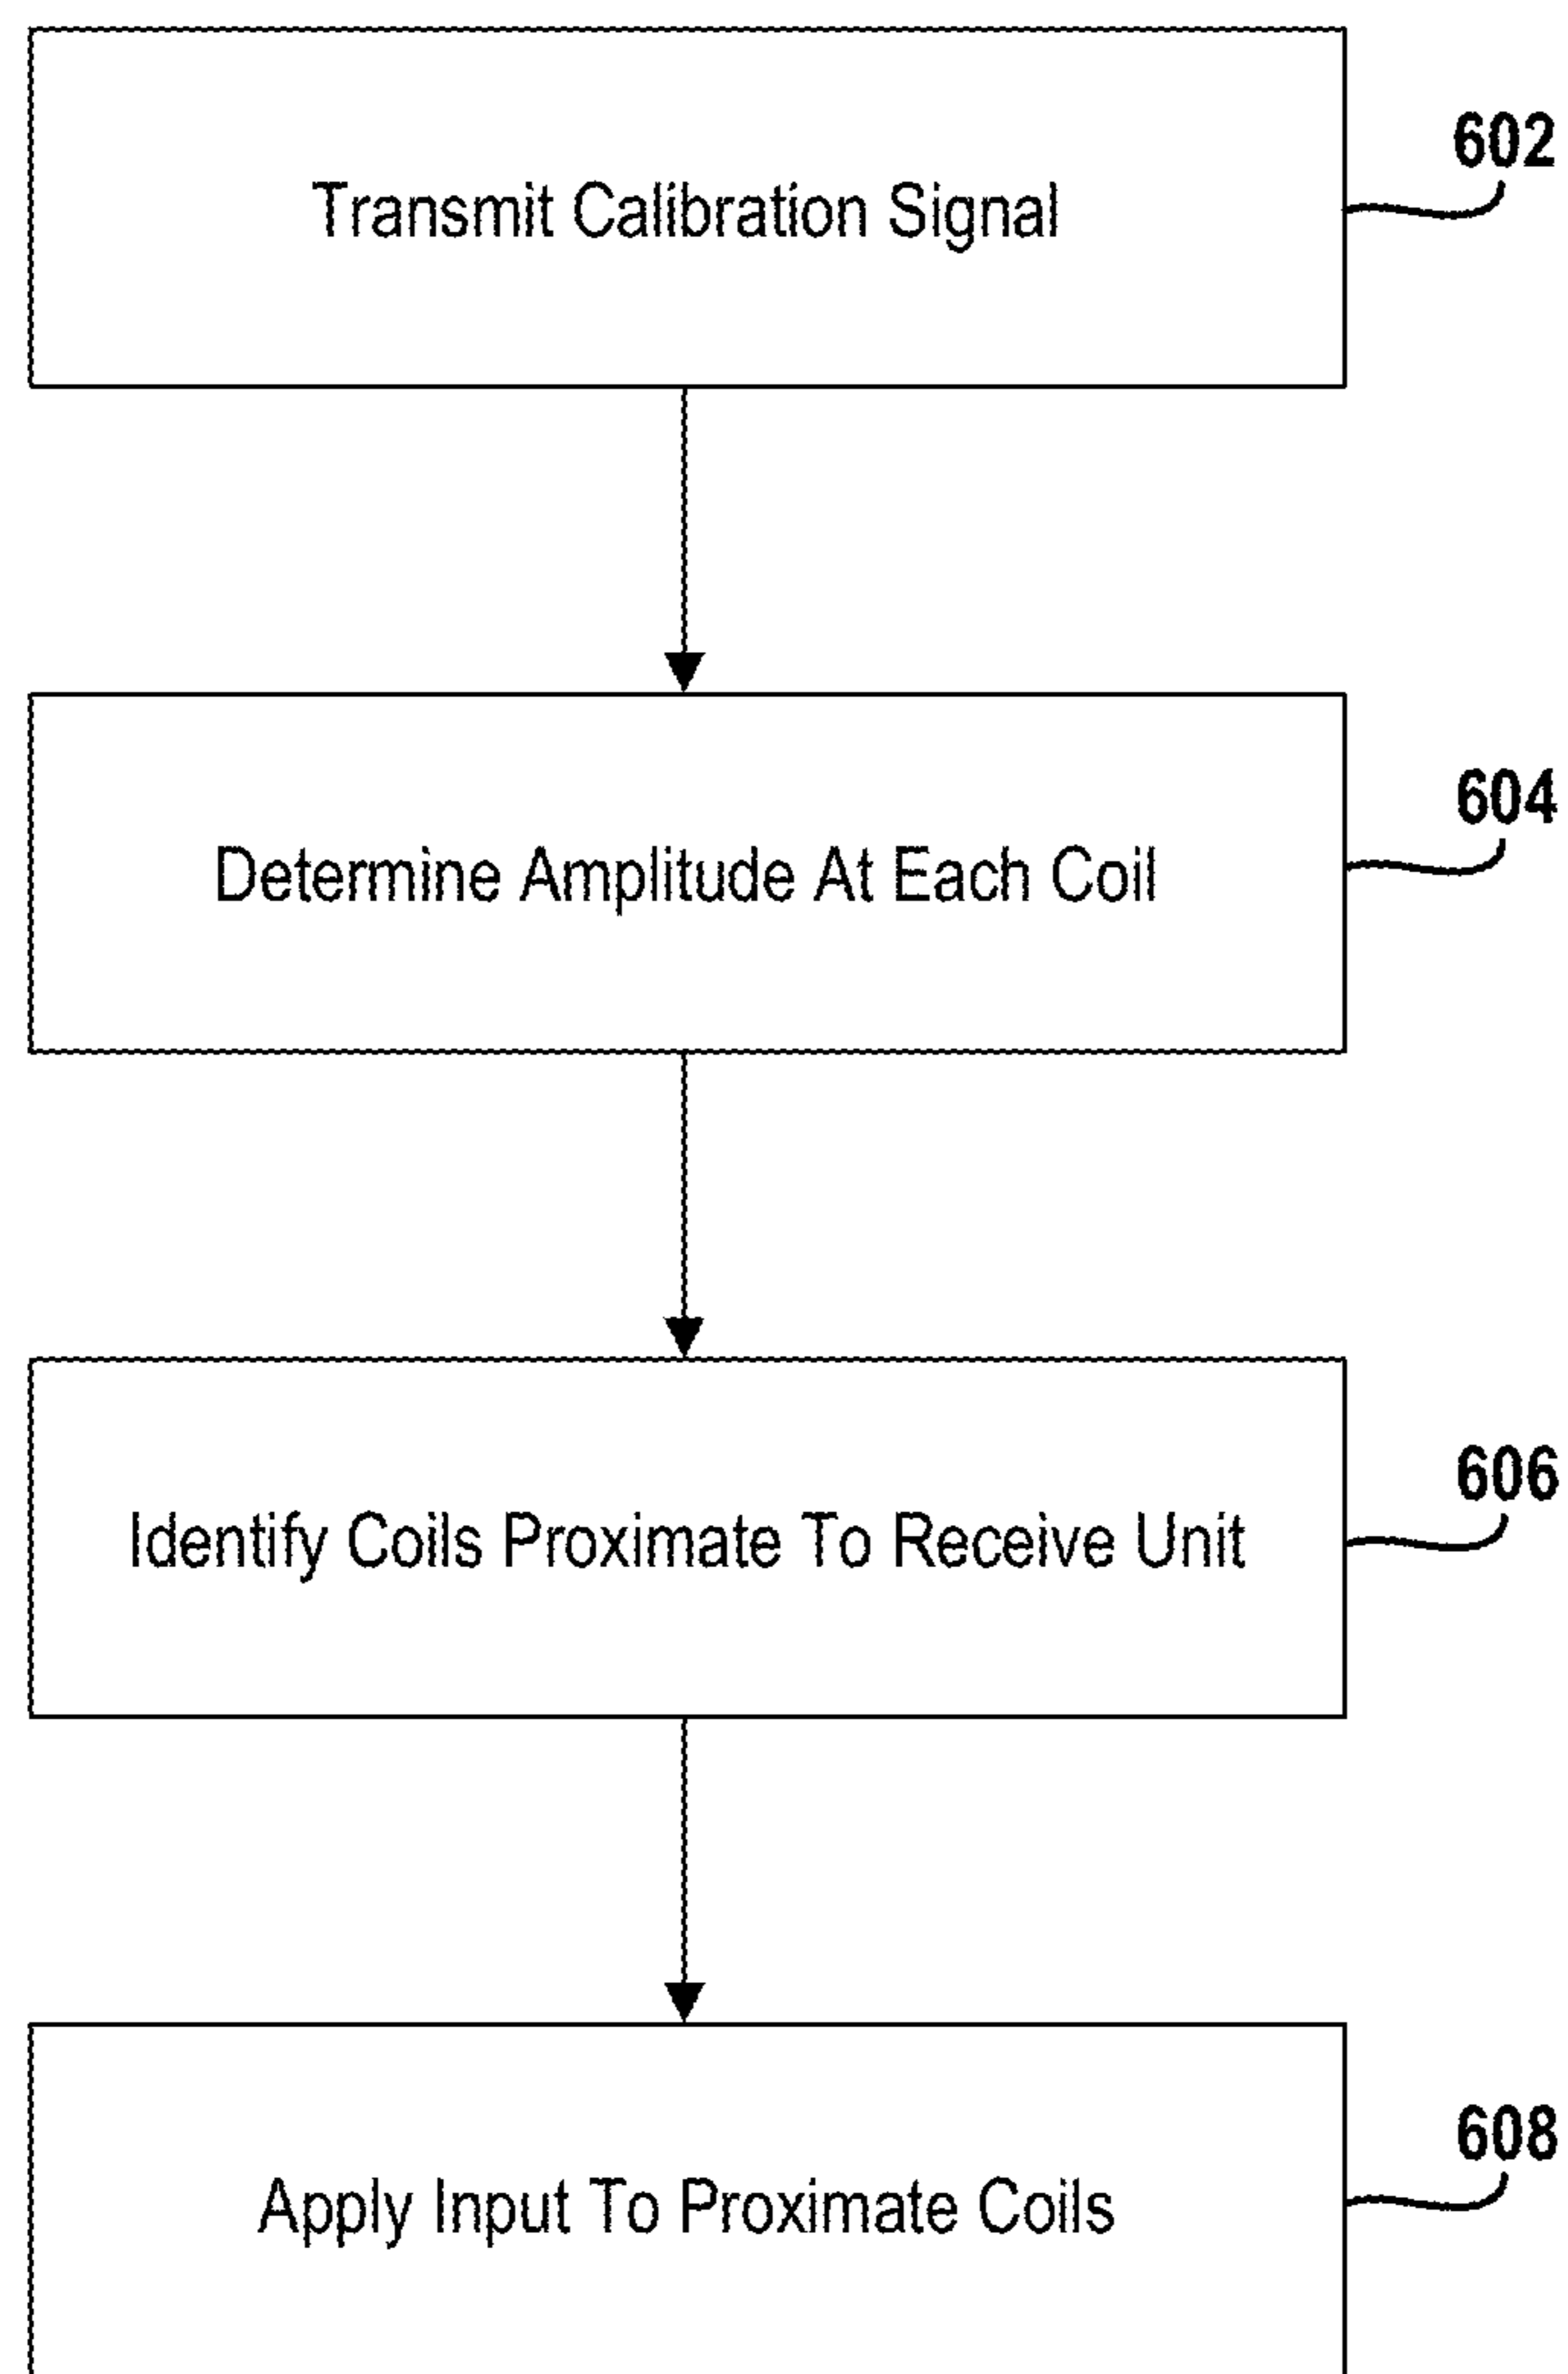 602
Transmit Calibration Signal
604
Determine Amplitude At Each Coil
606
Identify Coils Proximate To Receive Unit
608
Apply Input To Proximate Coils